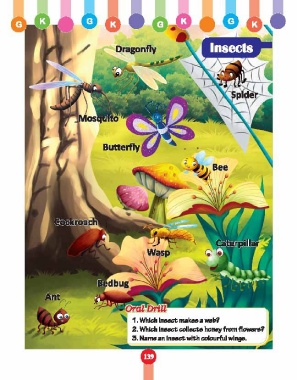 G K G K G K G K
Insects
Dragonfly
Spider
Mosquito
Butterfly
Bee
Cockroach
Wasp
Caterpillar
Bedbug
Ant
Oral Drill
1. Which insect makes a web?
2. Which insect collects honey from flowers?
3. Name an insect with colourful wings.
139